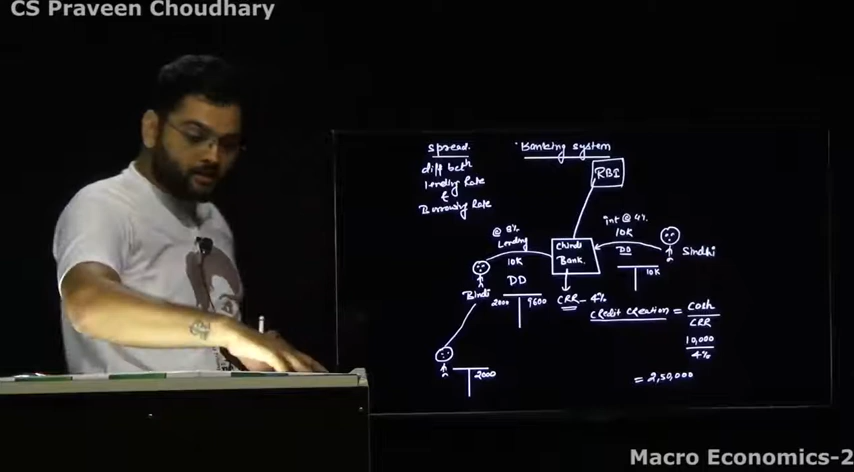 CS Praveen Choudhary
spread.
diff betn
lending Rate
&
Borrowing Rate
Banking system
RBI
int @ 4%
10K
DD
Sindhi
10K
@ 8%
Lending
10K
DD
Chindi
Bank.
Bindi
2000 9600
CRR - 4%
Credit Creation = Cash
CRR
10,000
4%
= 2,50,000
2000
Macro Economics-2